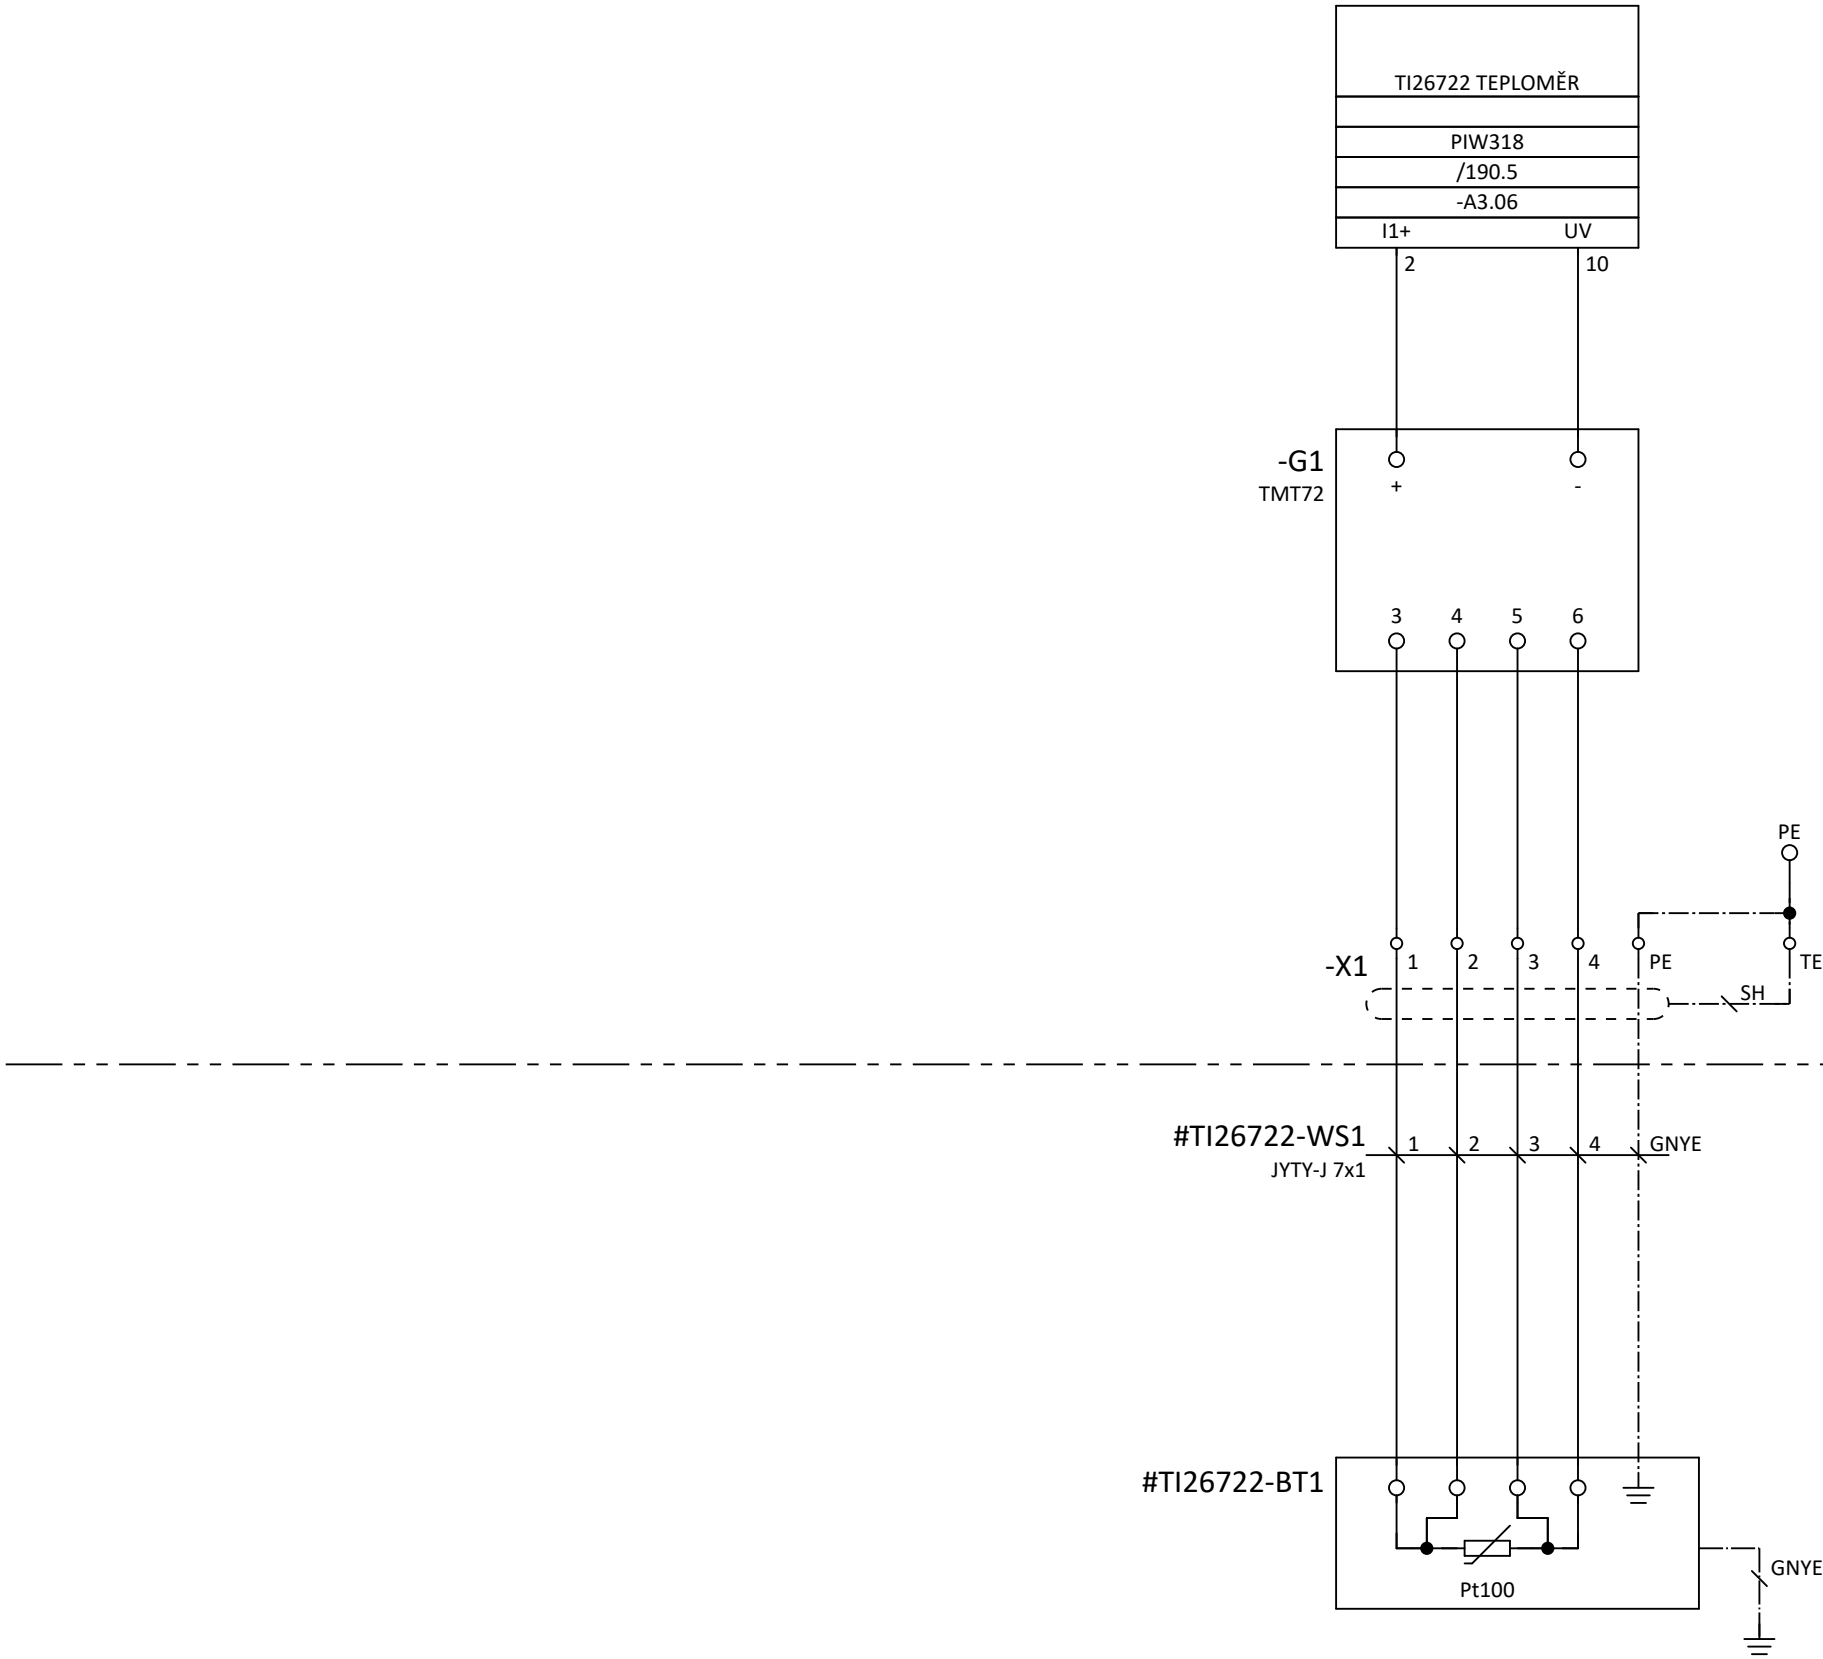 TI26722 TEPLOMĚR
PIW318
/190.5
-A3.06
I1+ UV
2 10
-G1
TMT72
+ -
3 4 5 6
PE
-X1 1 2 3 4 PE TE
SH
#TI26722-WS1 1 2 3 4 GNYE
JYTY-J 7x1
#TI26722-BT1
Pt100
GNYE